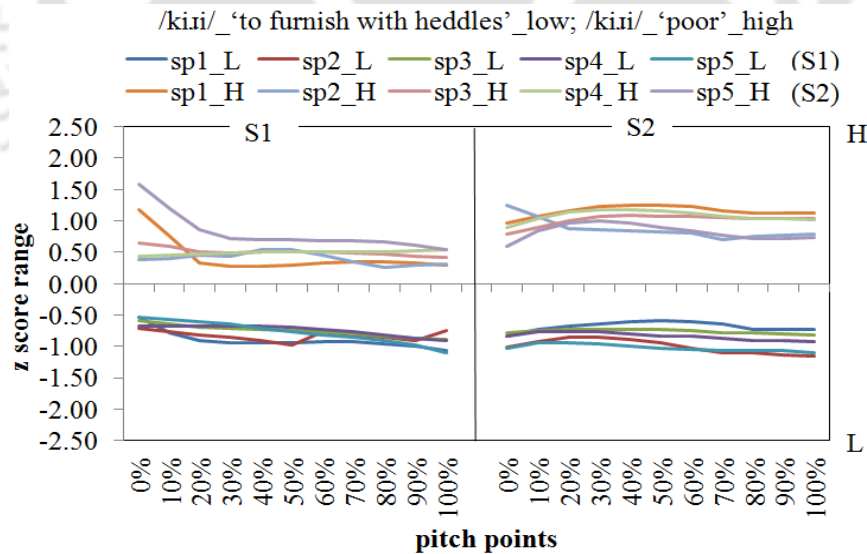 /ki.ɹi/_‘to furnish with heddles’_low; /ki.ɹi/_‘poor’_high
sp1_L sp2_L sp3_L sp4_L sp5_L (S1)
sp1_H sp2_H sp3_H sp4_H sp5_H (S2)
S1 S2 H
2.50
2.00
1.50
1.00
0.50
0.00
-0.50
-1.00
-1.50
-2.00
-2.50
L
z score range
0% 10% 20% 30% 40% 50% 60% 70% 80% 90% 100% 0% 10% 20% 30% 40% 50% 60% 70% 80% 90% 100%
pitch points